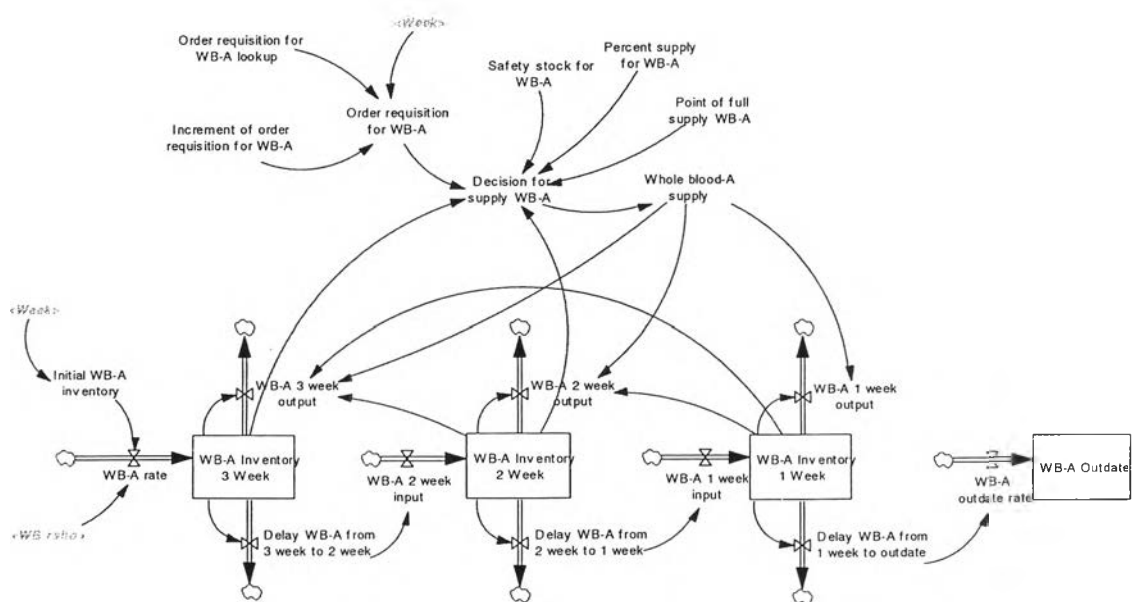 <Week>
Order requisition for
WB-A lookup
Percent supply
for WB-A
Safety stock for
WB-A
Order requisition
for WB-A
Point of full
supply WB-A
Increment of order
requisition for WB-A
Decision for
supply WB-A
Whole blood-A
supply
<Week>
Initial WB-A
inventory
WB-A 3 week
output
WB-A 2 week
output
WB-A 1 week
output
WB-A rate
WB-A Inventory
3 Week
WB-A 2 week
input
WB-A Inventory
2 Week
WB-A 1 week
input
WB-A Inventory
1 Week
WB-A
outdate rate
WB-A Outdate
<WB ratio>
Delay WB-A from
3 week to 2 week
Delay WB-A from
2 week to 1 week
Delay WB-A from
1 week to outdate